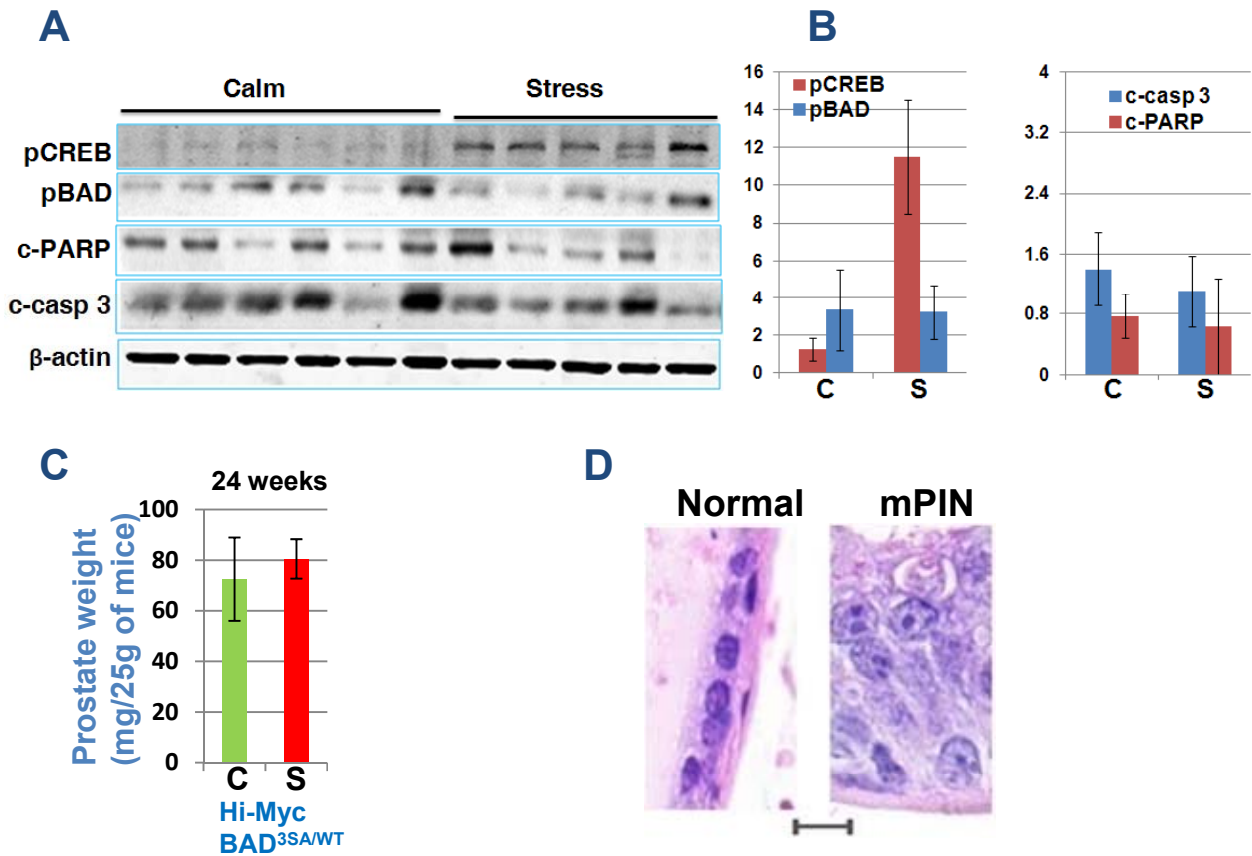 A
Calm Stress
pCREB
pBAD
c-PARP
c-casp 3
β-actin
B
16
14
12
10
8
6
4
2
0
pCREB
pBAD
C S
4
3.2
2.4
1.6
0.8
0
c-casp 3
c-PARP
C S
C
24 weeks
Prostate weight
(mg/25g of mice)
100
80
60
40
20
0
C S
Hi-Myc
BAD3SA/WT
D
Normal mPIN